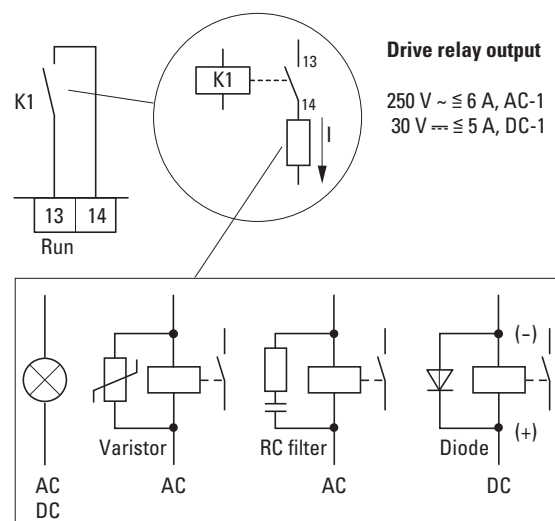 Drive relay output
250 V ~ ≦ 6 A, AC-1
30 V ⎓ ≦ 5 A, DC-1
K1
13
14
I
K1
13 14
Run
Varistor
RC filter
Diode
(–)
(+)
AC
DC
AC
AC
DC